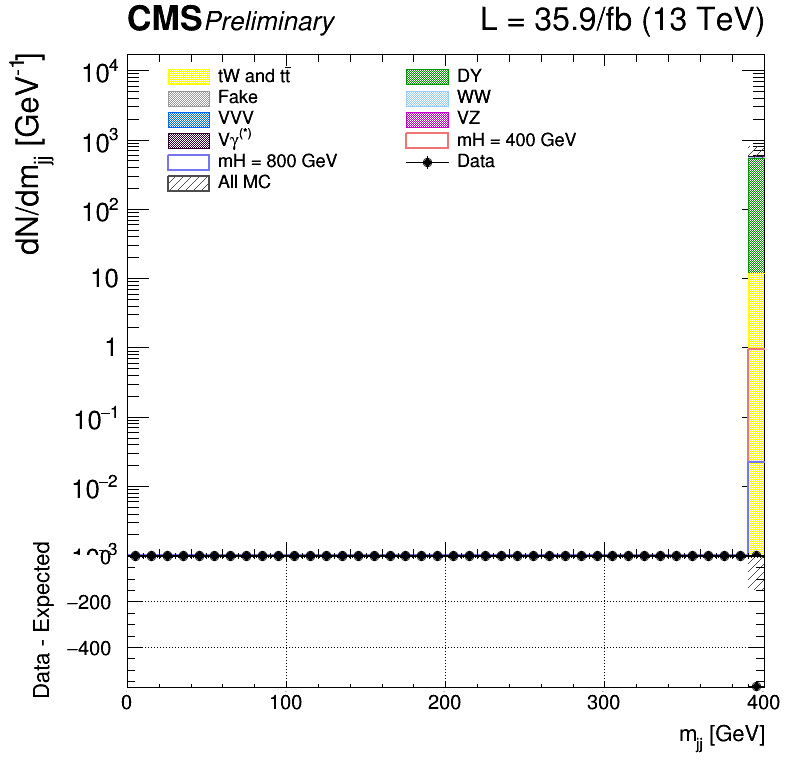 CMS Preliminary L = 35.9/fb (13 TeV)
dN/dm_jj [GeV^-1]
10^4
10^3
10^2
10
1
10^−1
10^−2
tW and tt̅ DY
Fake WW
VVV VZ
Vγ^(*) mH = 400 GeV
mH = 800 GeV Data
All MC
Data - Expected
0
−200
−400
0 100 200 300 400
m_jj [GeV]